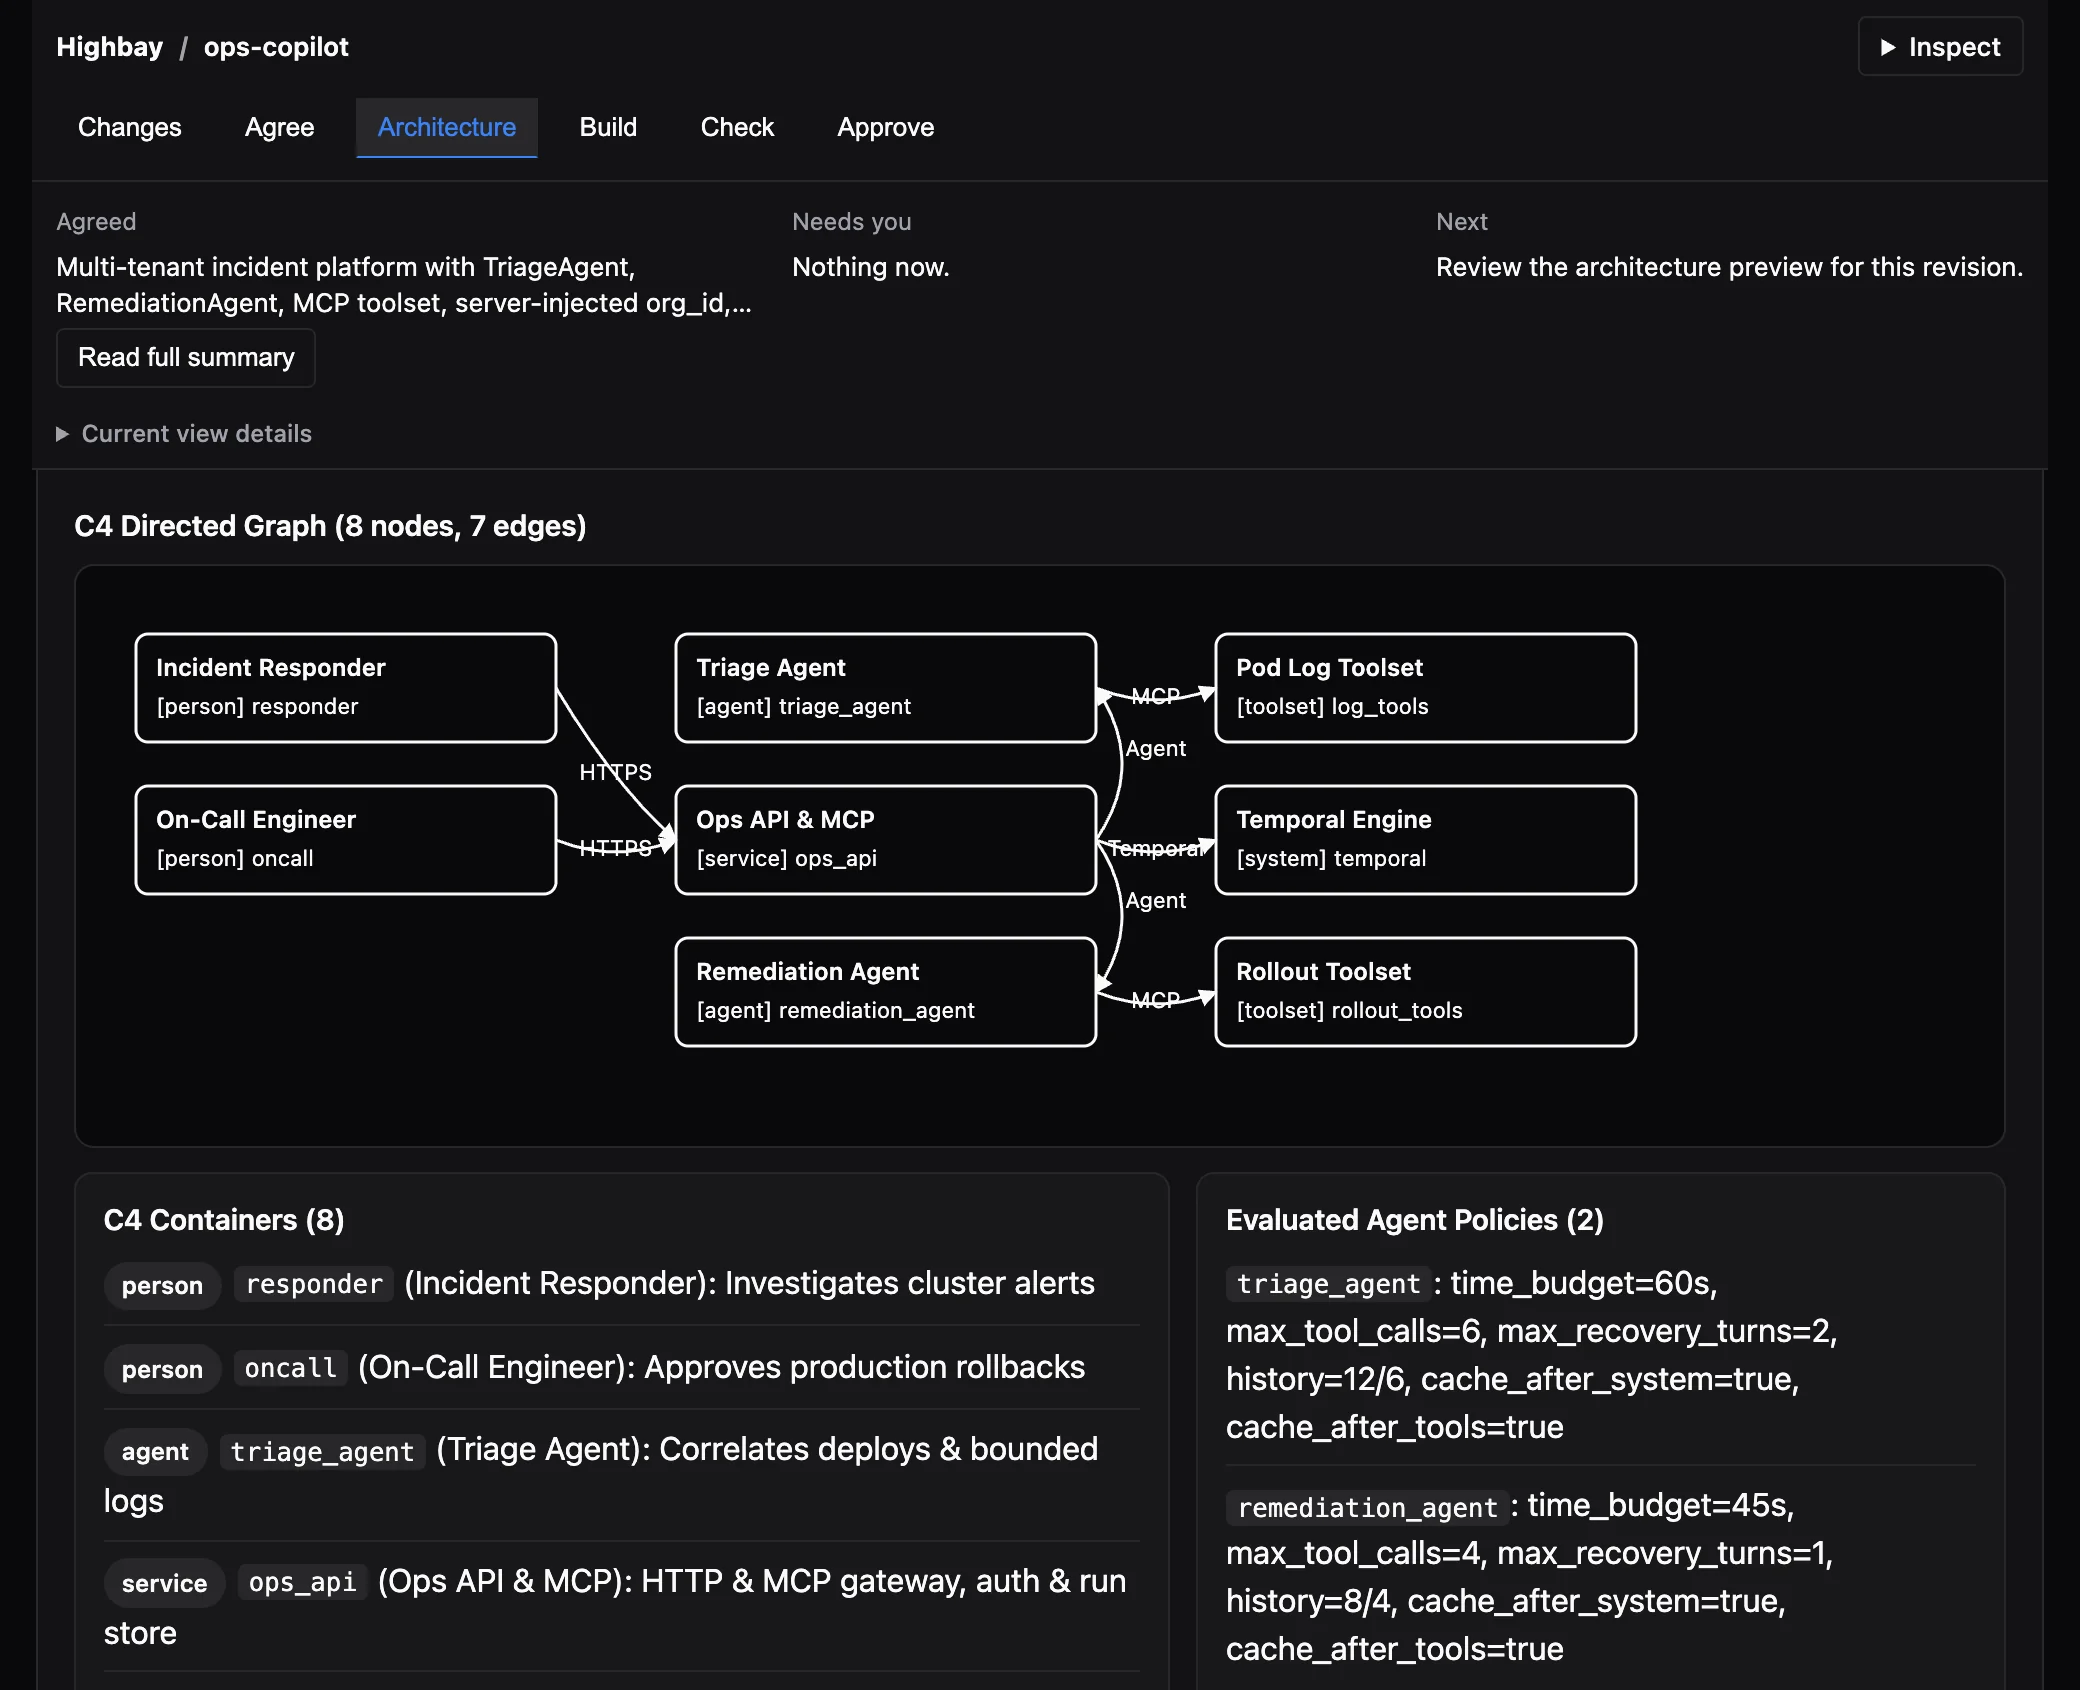 Highbay / ops-copilot
▶ Inspect
Changes Agree Architecture Build Check Approve
Agreed
Multi-tenant incident platform with TriageAgent,
RemediationAgent, MCP toolset, server-injected org_id,...
Read full summary
Needs you
Nothing now.
Next
Review the architecture preview for this revision.
▶ Current view details
C4 Directed Graph (8 nodes, 7 edges)
Incident Responder
[person] responder
Triage Agent
[agent] triage_agent
MCP
Pod Log Toolset
[toolset] log_tools
HTTPS
Agent
On-Call Engineer
[person] oncall
HTTPS
Ops API & MCP
[service] ops_api
Temporal
Temporal Engine
[system] temporal
Agent
Remediation Agent
[agent] remediation_agent
MCP
Rollout Toolset
[toolset] rollout_tools
C4 Containers (8)
person responder (Incident Responder): Investigates cluster alerts
person oncall (On-Call Engineer): Approves production rollbacks
agent triage_agent (Triage Agent): Correlates deploys & bounded
logs
service ops_api (Ops API & MCP): HTTP & MCP gateway, auth & run
store
Evaluated Agent Policies (2)
triage_agent: time_budget=60s,
max_tool_calls=6, max_recovery_turns=2,
history=12/6, cache_after_system=true,
cache_after_tools=true
remediation_agent: time_budget=45s,
max_tool_calls=4, max_recovery_turns=1,
history=8/4, cache_after_system=true,
cache_after_tools=true